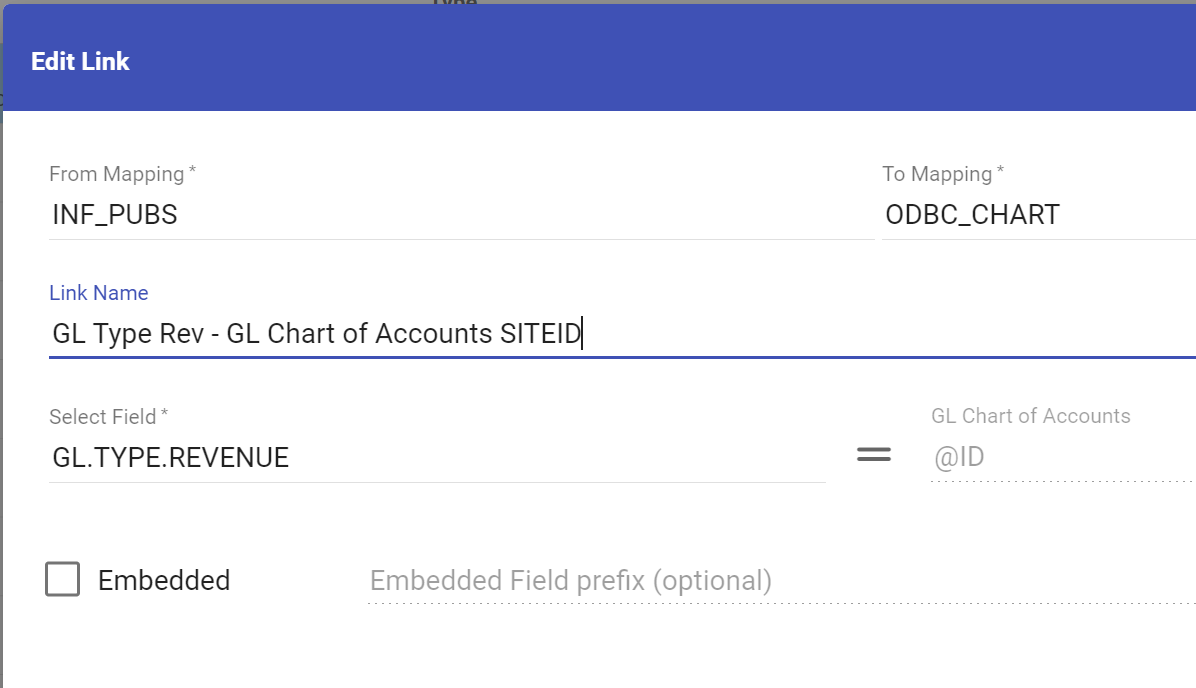 Type
Edit Link
From Mapping *
To Mapping *
INF_PUBS
ODBC_CHART
Link Name
GL Type Rev - GL Chart of Accounts SITEID
Select Field *
GL Chart of Accounts
GL.TYPE.REVENUE
@ID
Embedded
Embedded Field prefix (optional)